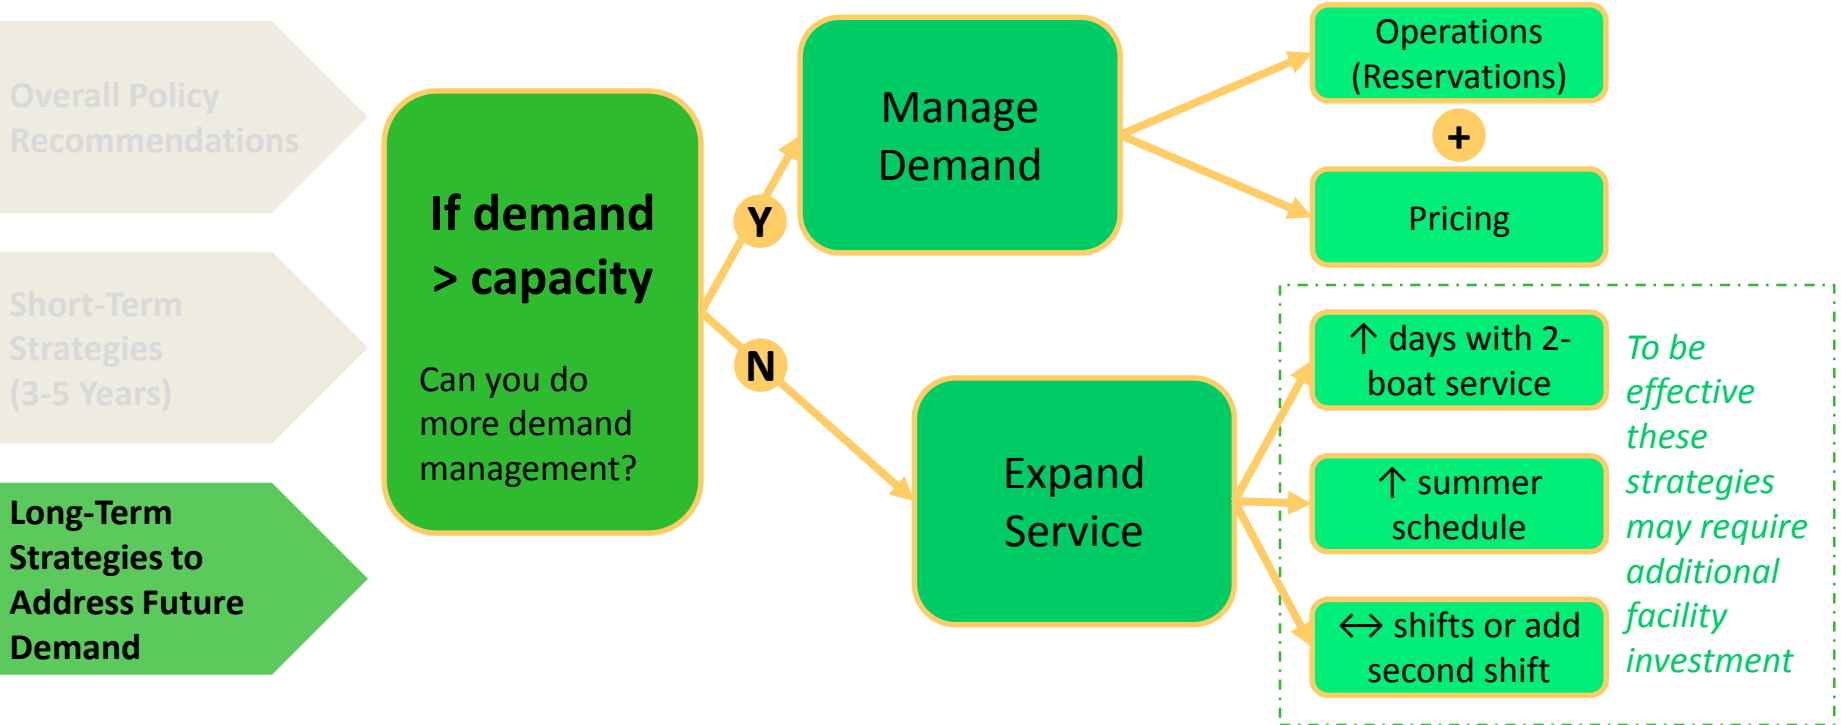 Overall Policy
Recommendations
Short-Term
Strategies
(3-5 Years)
Long-Term
Strategies to
Address Future
Demand
If demand
> capacity
Can you do
more demand
management?
Y
N
Manage
Demand
Operations
(Reservations)
+
Pricing
Expand
Service
↑ days with 2-
boat service
↑ summer
schedule
↔ shifts or add
second shift
To be
effective
these
strategies
may require
additional
facility
investment